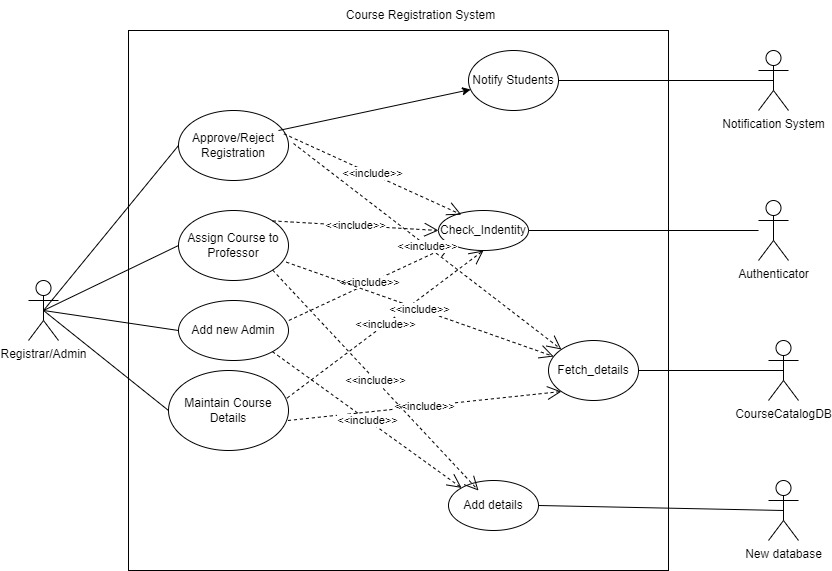 Course Registration System
Notify Students
Notification System
Approve/Reject
Registration
<<include>>
Assign Course to
Professor
<<include>>
Check_Indentity
<<include>>
Authenticator
<<include>>
<<include>>
Add new Admin
<<include>>
Registrar/Admin
Fetch_details
<<include>>
Maintain Course
Details
<<include>>
<<include>>
CourseCatalogDB
Add details
New database